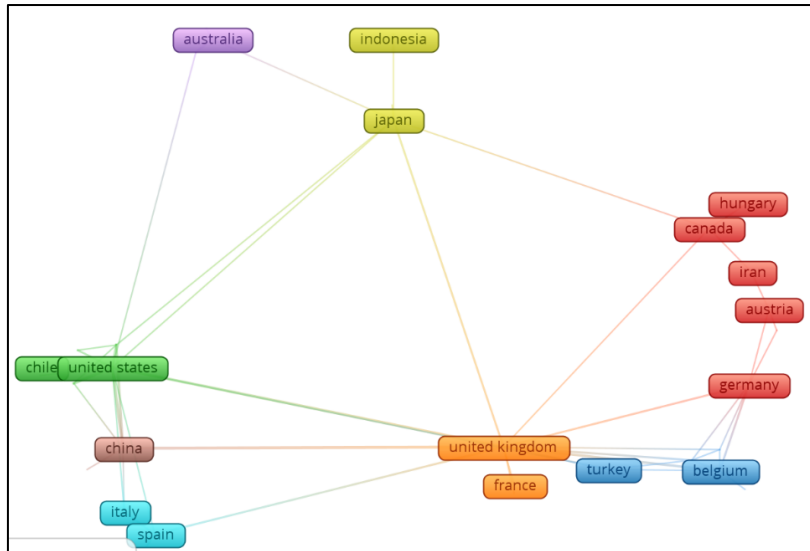 australia
indonesia
japan
hungary
canada
iran
austria
chile
united states
germany
china
united kingdom
turkey
belgium
france
italy
spain